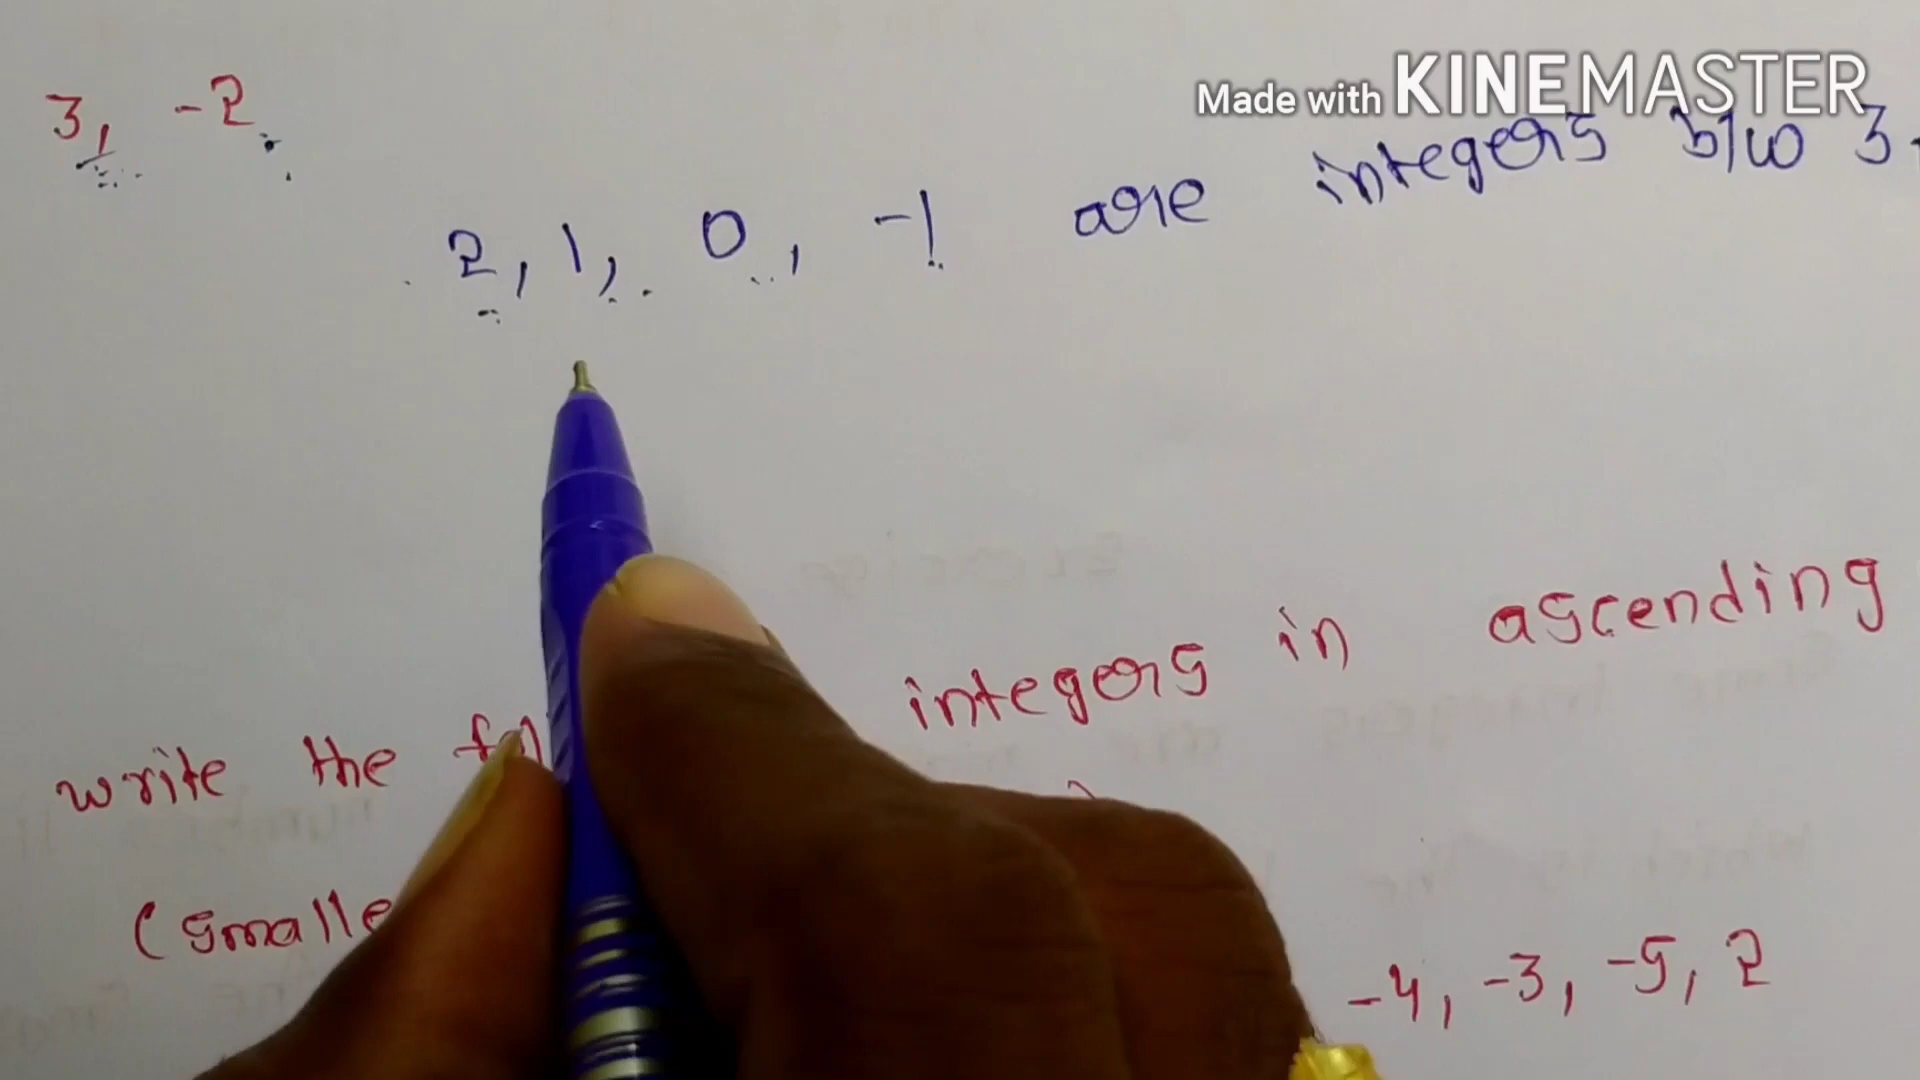 Made with KINEMASTER
3, -2
2, 1, 0, -1 are integers b/w 3
write the integers in ascending
(smalle
-4, -3, -5, 2